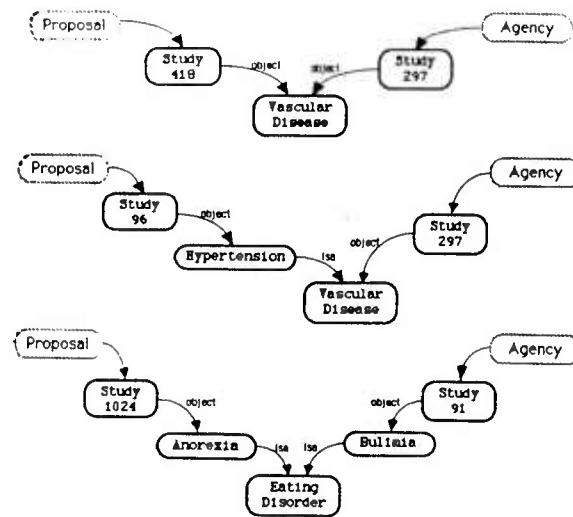 Proposal
Agency
Study
418
object
object
Study
297
Vascular
Disease
Proposal
Agency
Study
96
object
Study
297
object
Hypertension
isa
Vascular
Disease
Proposal
Agency
Study
1024
object
object
Study
91
Anorexia
isa
isa
Bulimia
Eating
Disorder